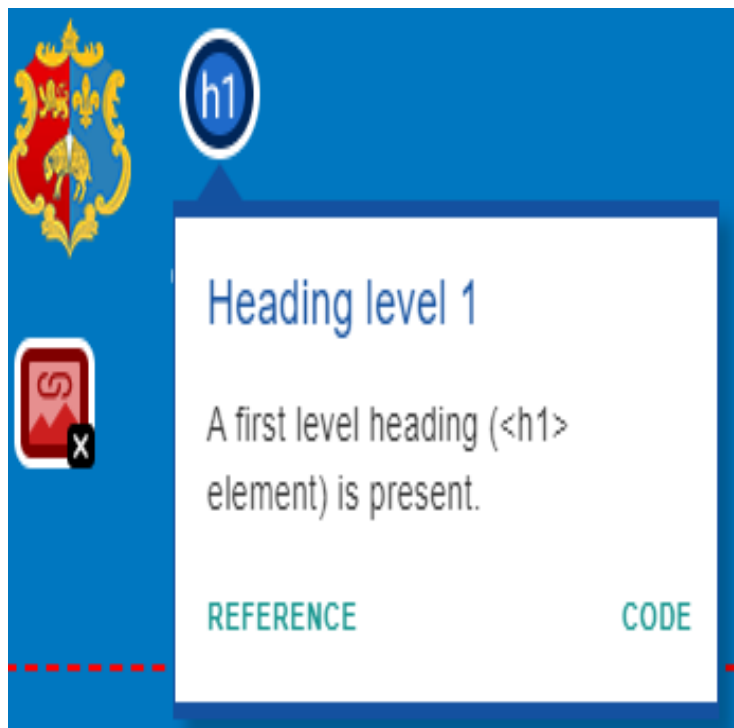 h1
Heading level 1
A first level heading (<h1>
element) is present.
REFERENCE
CODE